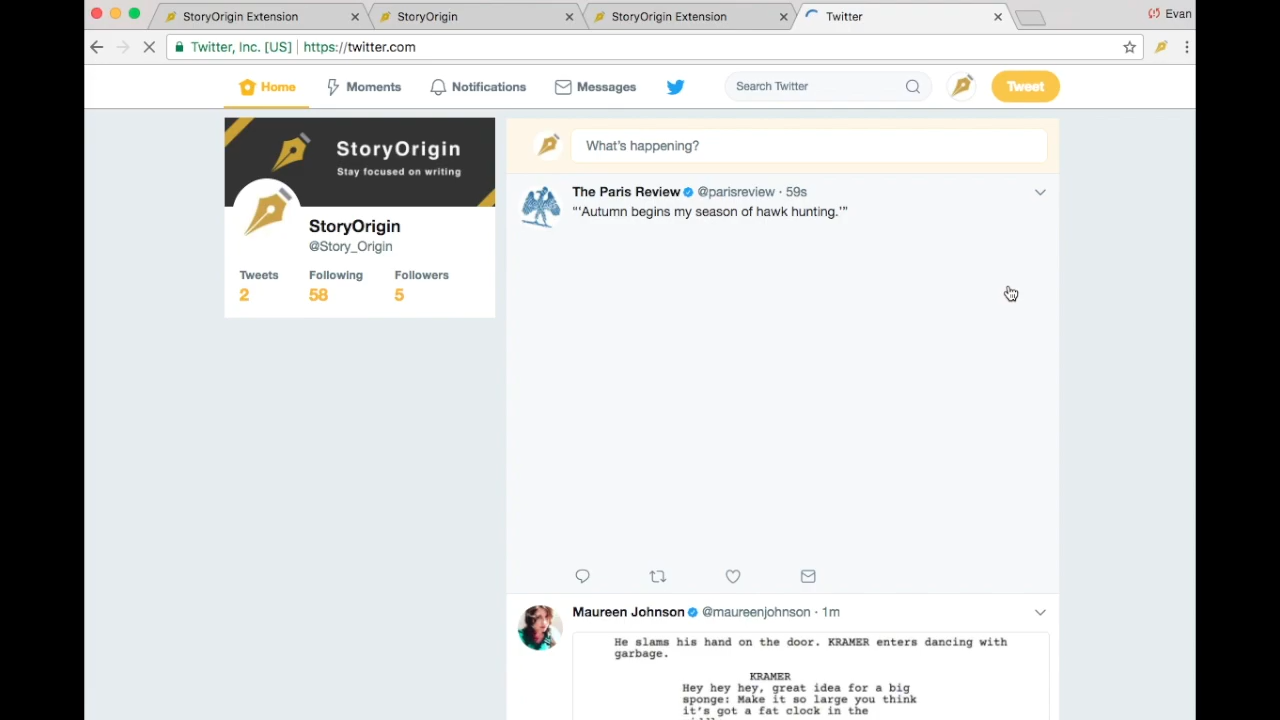 StoryOrigin Extension
StoryOrigin
StoryOrigin Extension
Twitter
Evan
Twitter, Inc. [US] | https://twitter.com
Home
Moments
Notifications
Messages
Search Twitter
Tweet
StoryOrigin
Stay focused on writing
StoryOrigin
@Story_Origin
Tweets Following Followers
2 58 5
What's happening?
The Paris Review @parisreview · 59s
"'Autumn begins my season of hawk hunting.'"
Maureen Johnson @maureenjohnson · 1m
He slams his hand on the door. KRAMER enters dancing with
garbage.
KRAMER
Hey hey hey, great idea for a big
sponge: Make it so large you think
it's got a fat clock in the